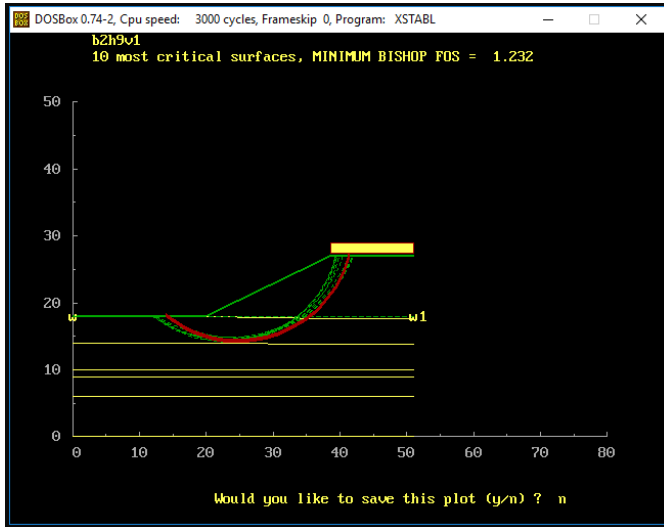 DOS BOX DOSBox 0.74-2, Cpu speed: 3000 cycles, Frameskip 0, Program: XSTABL
b2h9v1
10 most critical surfaces, MINIMUM BISHOP FOS = 1.232
50
40
30
20
w w1
10
0
0 10 20 30 40 50 60 70 80
Would you like to save this plot (y/n) ? n